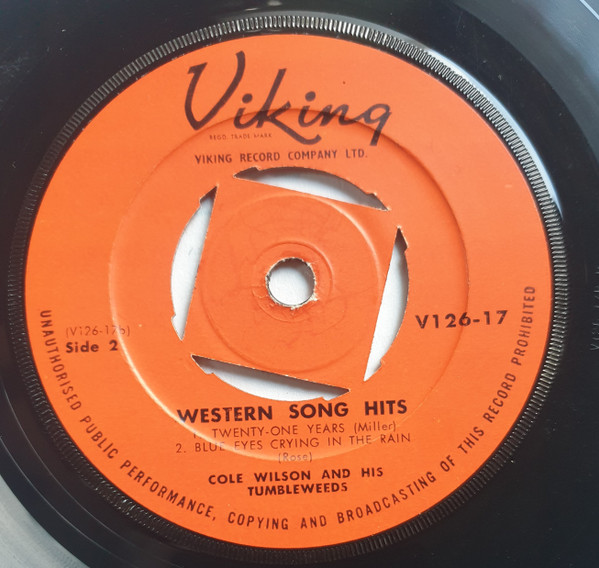 Viking
REGD. TRADE MARK
VIKING RECORD COMPANY LTD.
V126-17
(V126-17b)
Side 2
WESTERN SONG HITS
1. TWENTY-ONE YEARS (Miller)
2. BLUE EYES CRYING IN THE RAIN
(Rose)
COLE WILSON AND HIS
TUMBLEWEEDS
UNAUTHORISED PUBLIC PERFORMANCE, COPYING AND BROADCASTING OF THIS RECORD PROHIBITED